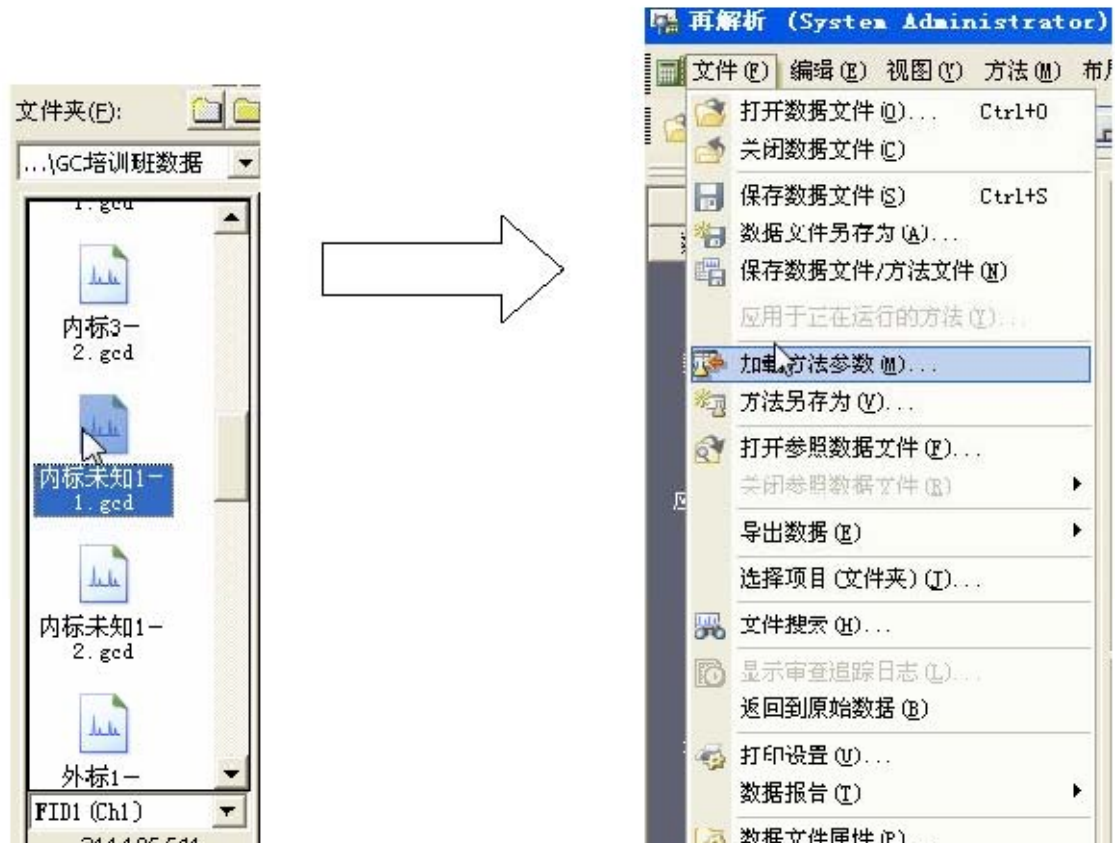 文件夹(F):
...\GC培训班数据
1.gcd
内标3-
2.gcd
内标未知1-
1.gcd
内标未知1-
2.gcd
外标1-
FID1(Ch1)
再解析 (System Administrator)
文件(F) 编辑(E) 视图(V) 方法(M)
打开数据文件(O)... Ctrl+O
关闭数据文件(C)
保存数据文件(S) Ctrl+S
数据文件另存为(A)...
保存数据文件/方法文件(N)
应用于正在运行的方法(Y)...
加载方法参数(M)...
方法另存为(V)...
打开参照数据文件(F)...
关闭参照数据文件(R)
导出数据(E)
选择项目(文件夹)(J)...
文件搜索(H)...
显示审查追踪日志(L)...
返回到原始数据(B)
打印设置(U)...
数据报告(T)
数据文件属性(P)...